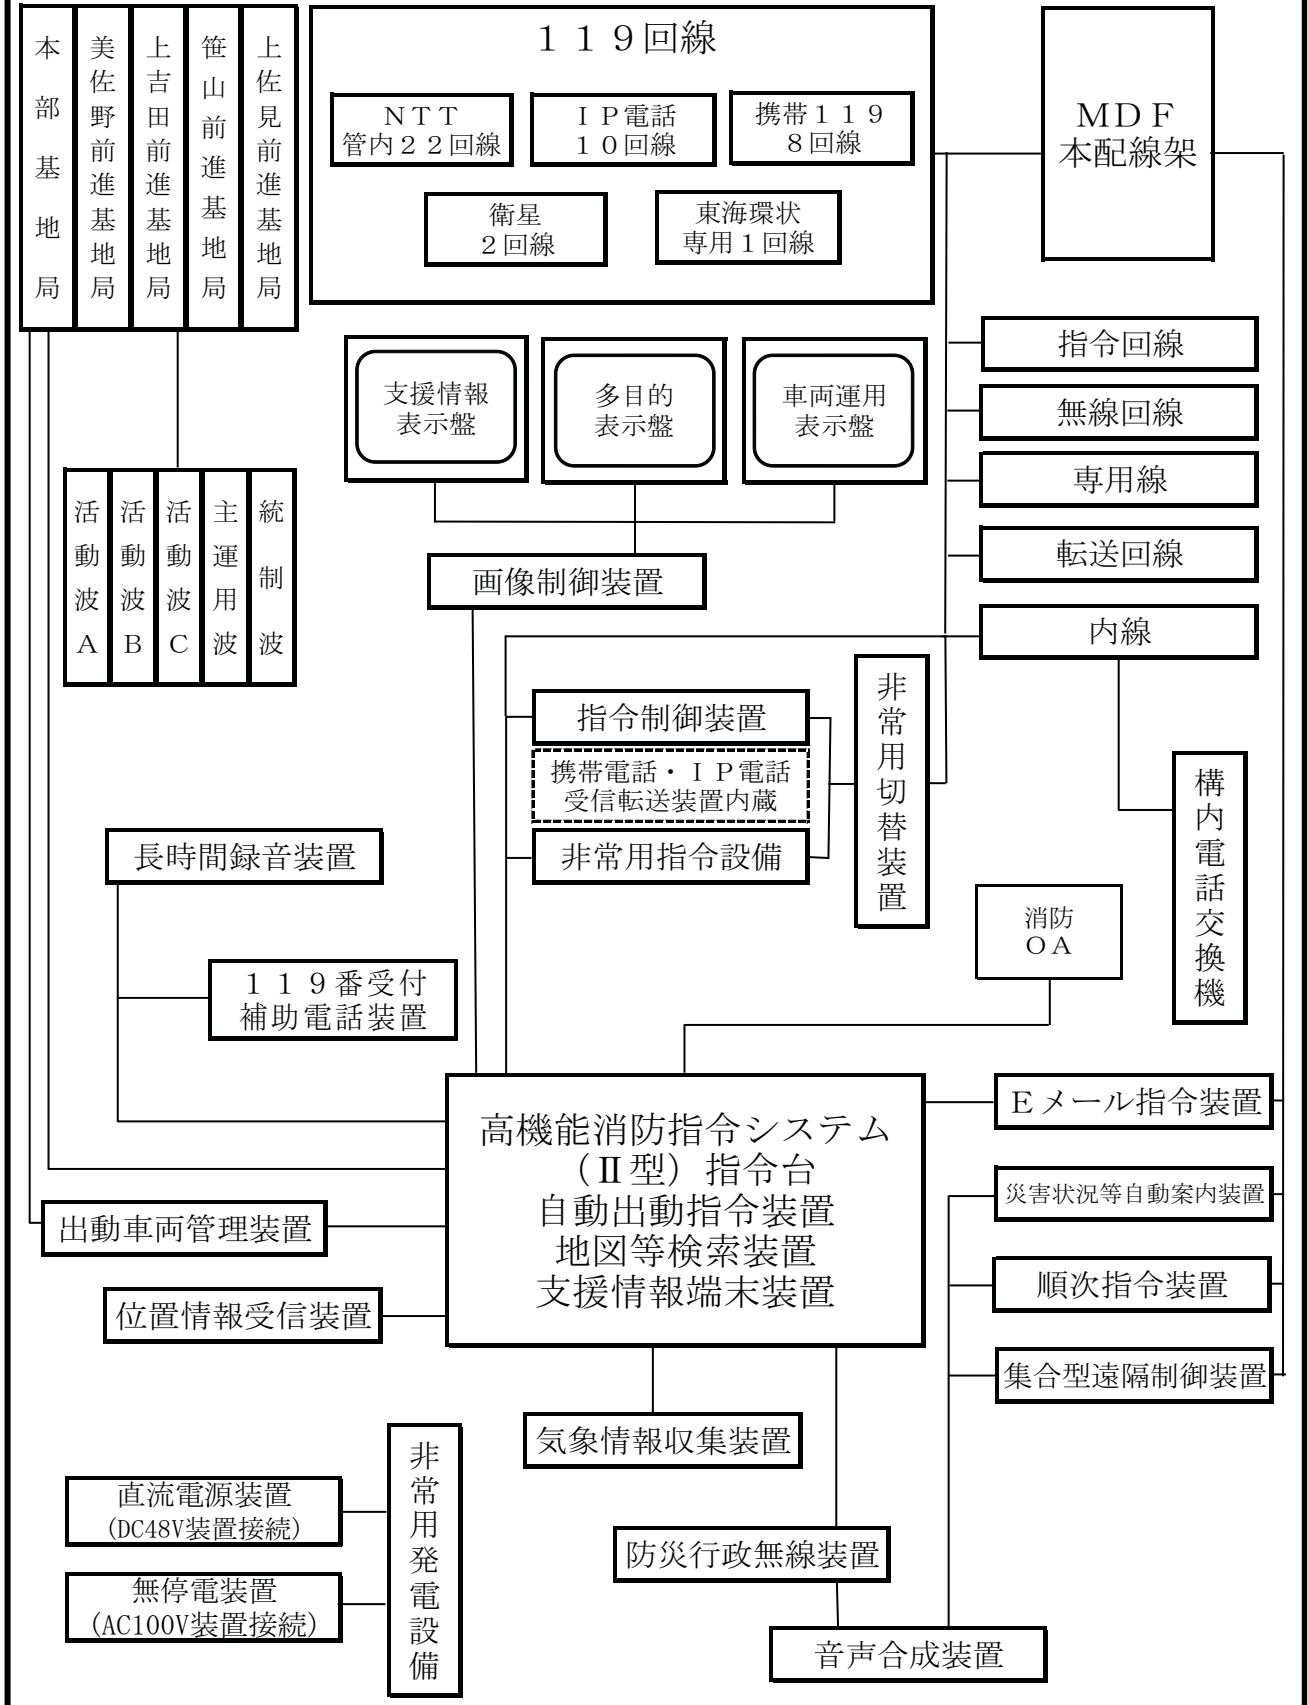 本部基地局
美佐野前進基地局
上吉田前進基地局
笹山前進基地局
上佐見前進基地局
１１９回線
ＮＴＴ
管内２２回線
ＩＰ電話
１０回線
携帯１１９
８回線
衛星
２回線
東海環状
専用１回線
ＭＤＦ
本配線架
指令回線
無線回線
専用線
転送回線
内線
支援情報
表示盤
多目的
表示盤
車両運用
表示盤
画像制御装置
活動波Ａ
活動波Ｂ
活動波Ｃ
主運用波
統制波
指令制御装置
携帯電話・ＩＰ電話
受信転送装置内蔵
非常用指令設備
非常用切替装置
構内電話交換機
長時間録音装置
１１９番受付
補助電話装置
消防
ＯＡ
高機能消防指令システム
（Ⅱ型）指令台
自動出動指令装置
地図等検索装置
支援情報端末装置
Ｅメール指令装置
災害状況等自動案内装置
順次指令装置
集合型遠隔制御装置
出動車両管理装置
位置情報受信装置
気象情報収集装置
防災行政無線装置
音声合成装置
直流電源装置
(DC48V装置接続)
無停電装置
(AC100V装置接続)
非常用発電設備